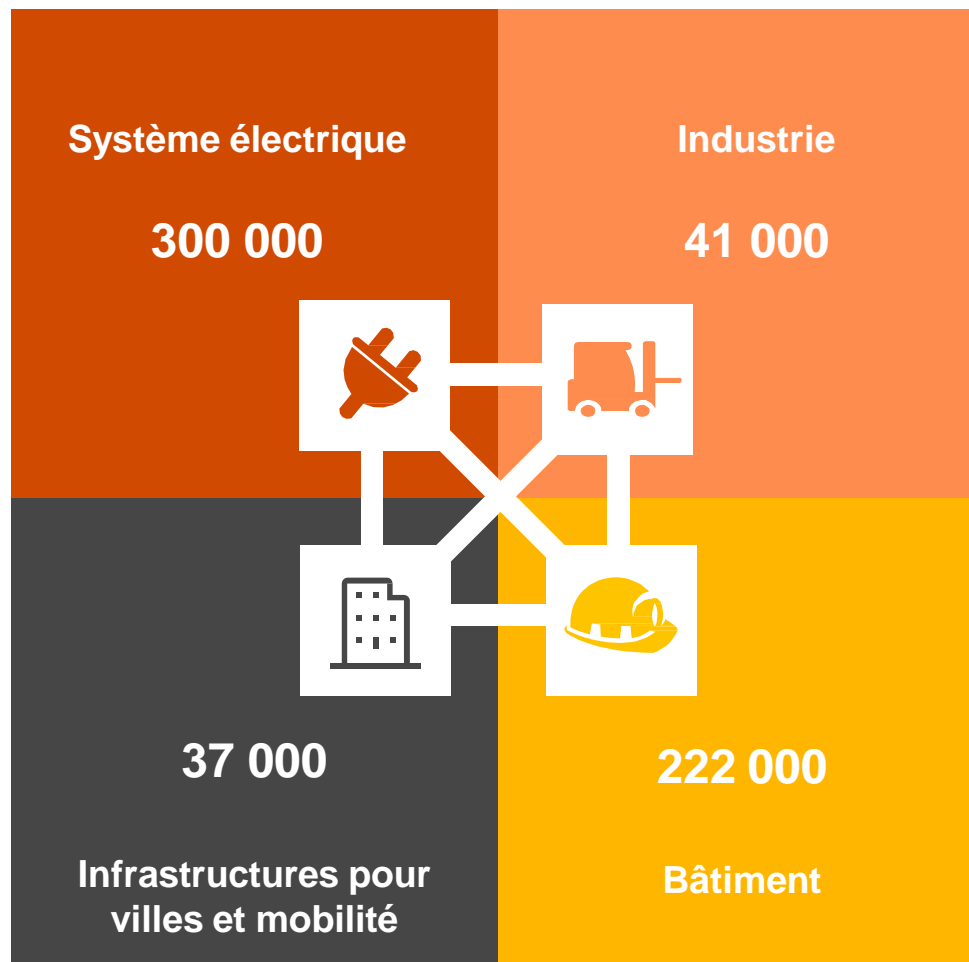 Système électrique
300 000
Industrie
41 000
37 000
Infrastructures pour
villes et mobilité
222 000
Bâtiment